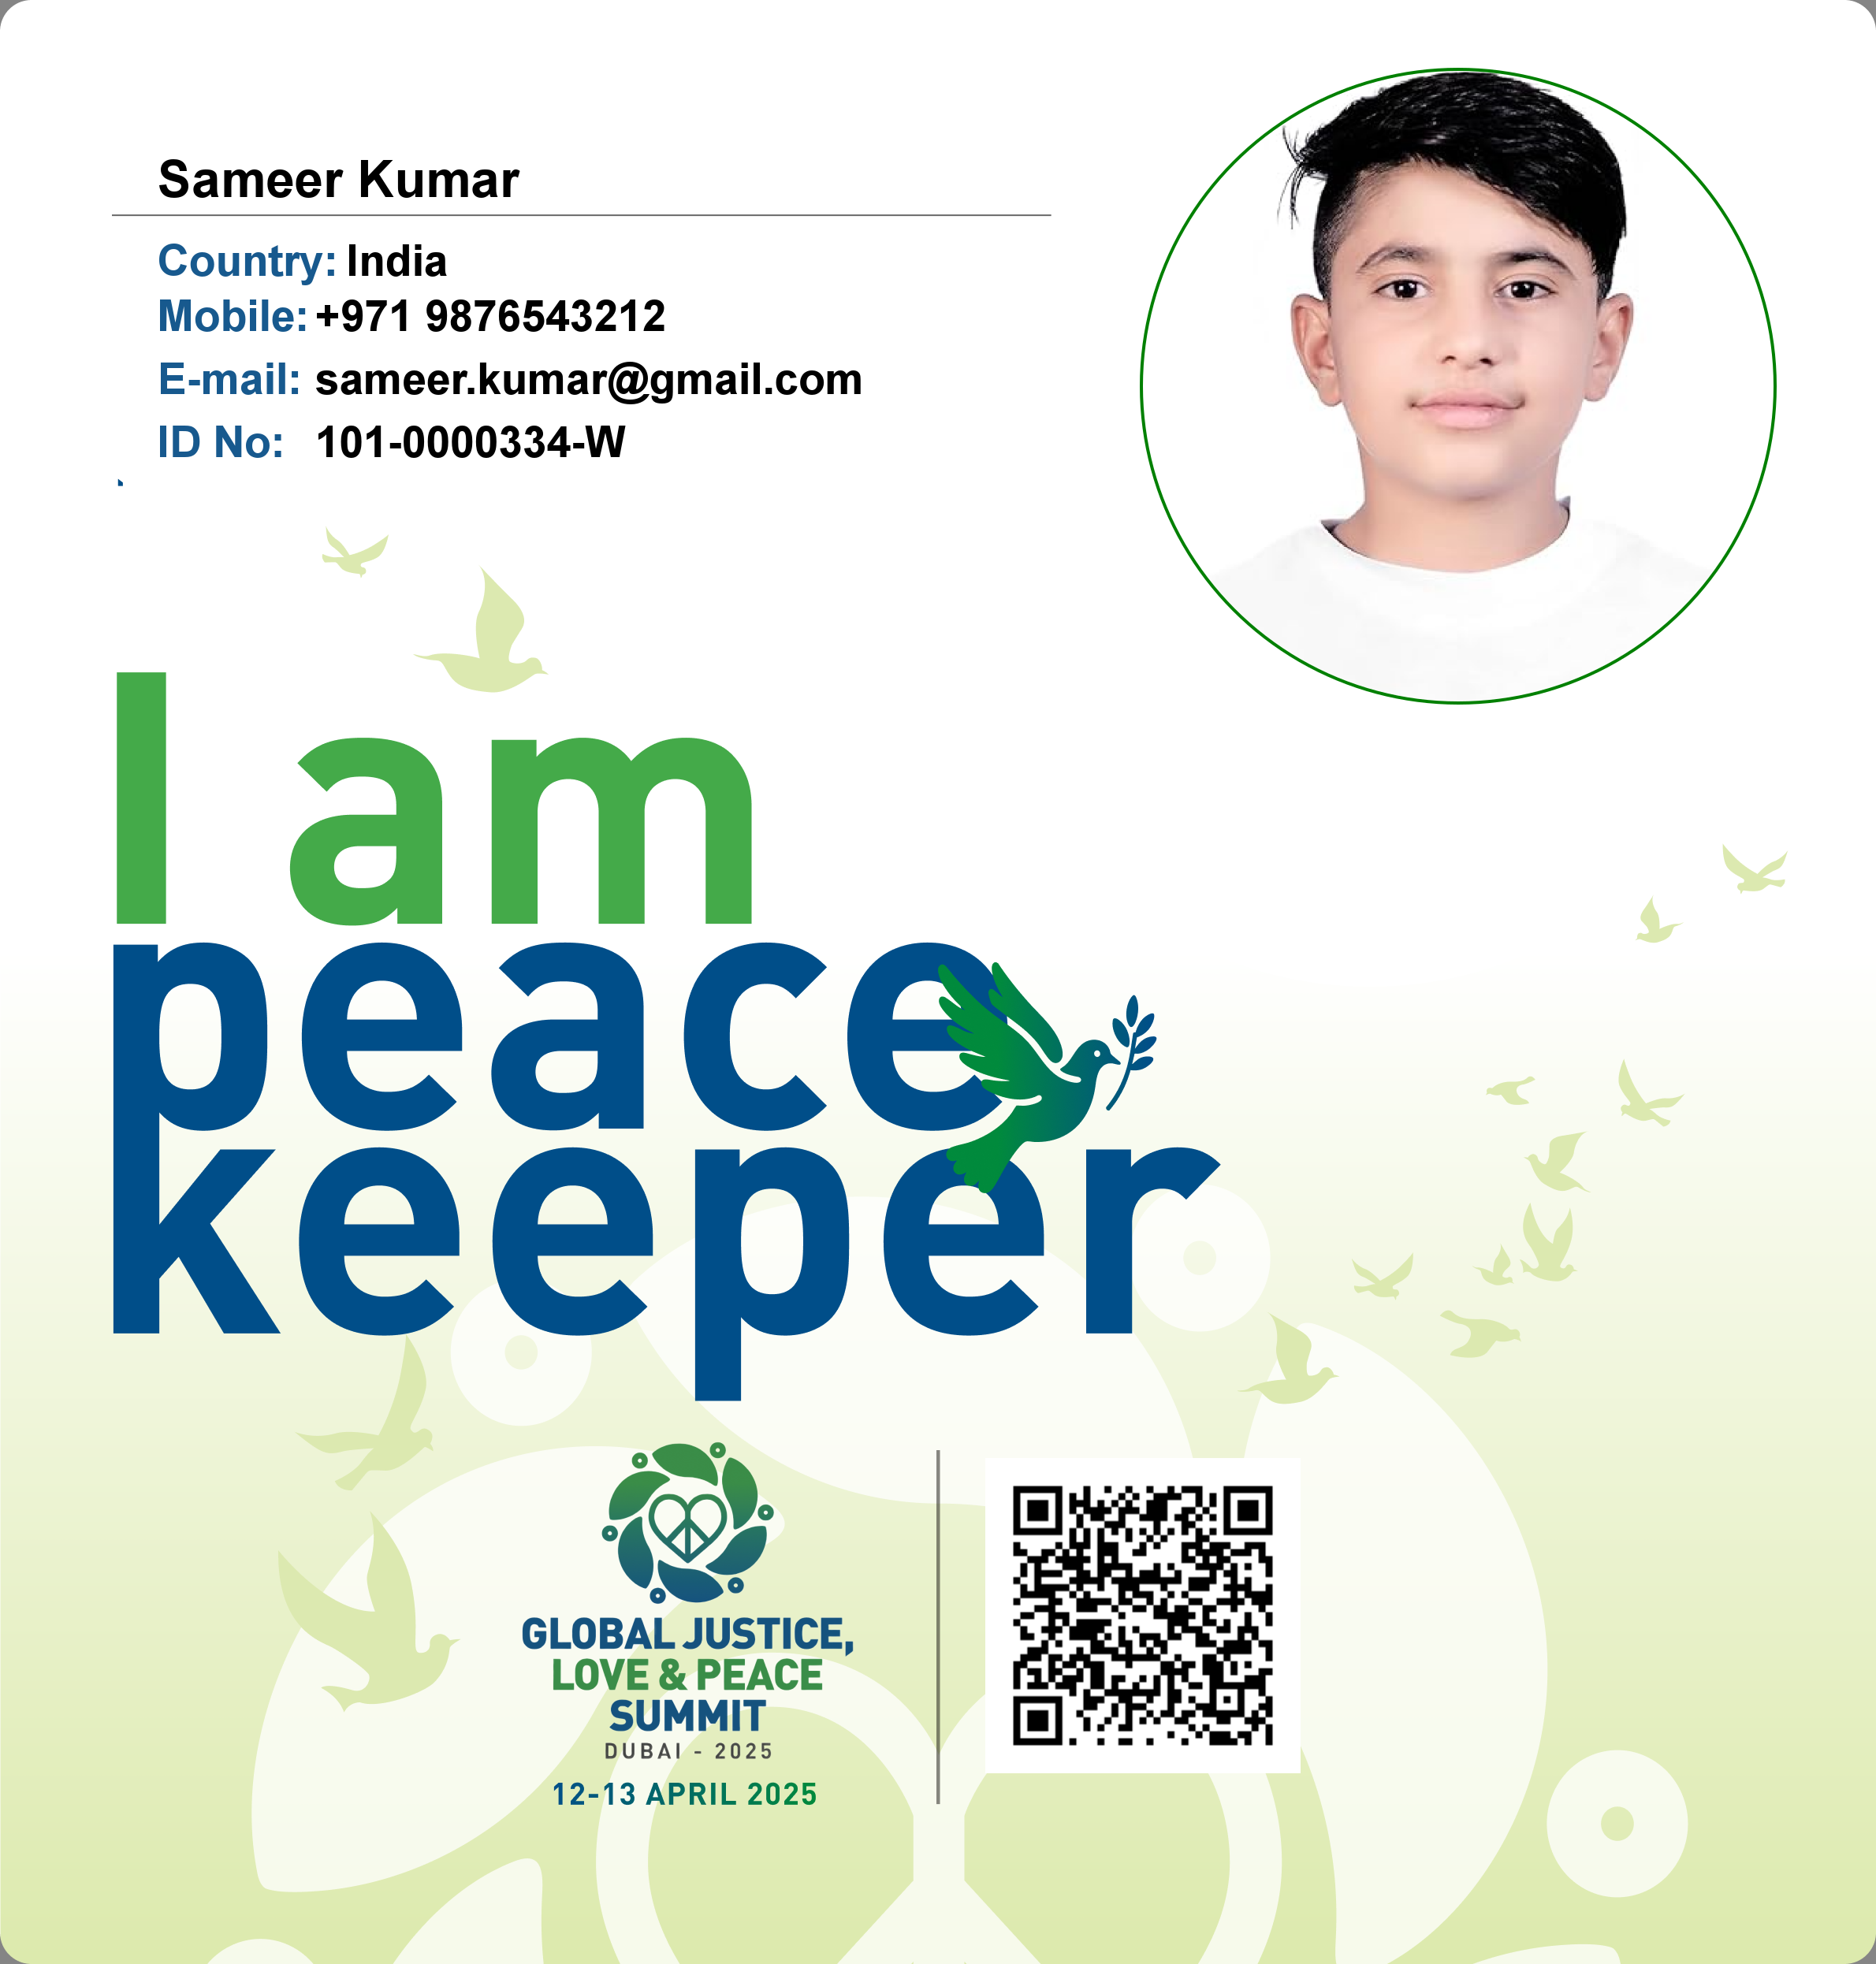 Sameer Kumar
Country: India
Mobile: +971 9876543212
E-mail: sameer.kumar@gmail.com
ID No: 101-0000334-W
I am
peace
keeper
GLOBAL JUSTICE,
LOVE & PEACE
SUMMIT
DUBAI - 2025
12-13 APRIL 2025